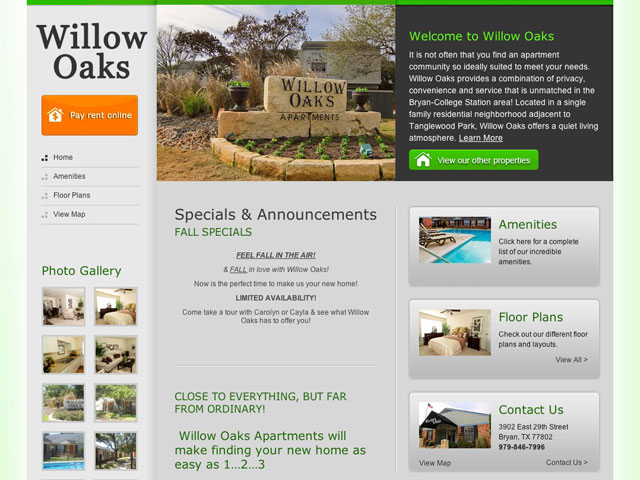 Willow
Oaks
Pay rent online
Home
Amenities
Floor Plans
View Map
Photo Gallery
WILLOW
OAKS
APARTMENTS
Welcome to Willow Oaks
It is not often that you find an apartment
community so ideally suited to meet your needs.
Willow Oaks provides a combination of privacy,
convenience and service that is unmatched in the
Bryan-College Station area! Located in a single
family residential neighborhood adjacent to
Tanglewood Park, Willow Oaks offers a quiet living
atmosphere. Learn More
View our other properties
Specials & Announcements
FALL SPECIALS
FEEL FALL IN THE AIR!
& FALL in love with Willow Oaks!
Now is the perfect time to make us your new home!
LIMITED AVAILABILITY!
Come take a tour with Carolyn or Cayla & see what Willow
Oaks has to offer you!
CLOSE TO EVERYTHING, BUT FAR
FROM ORDINARY!
Willow Oaks Apartments will
make finding your new home as
easy as 1...2...3
Amenities
Click here for a complete
list of our incredible
amenities.
Floor Plans
Check out our different floor
plans and layouts.
View All >
Contact Us
3902 East 29th Street
Bryan, TX 77802
979-846-7996
View Map
Contact Us >